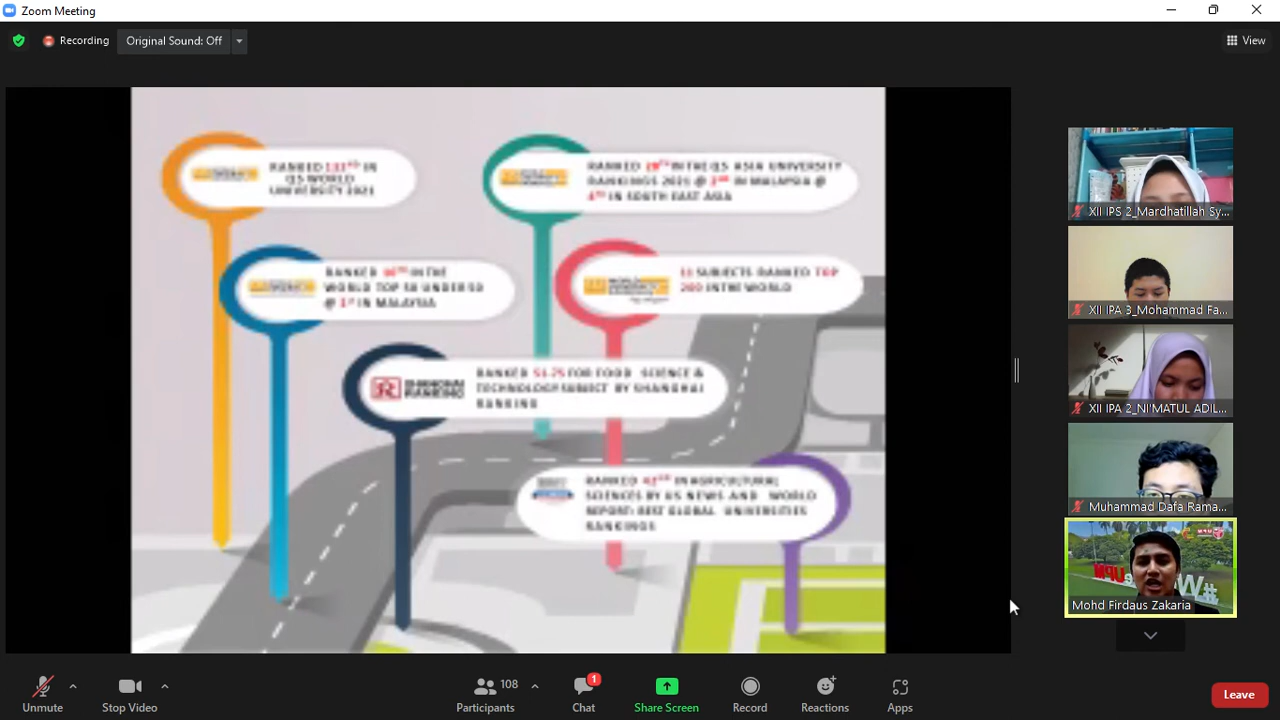 Zoom Meeting
Recording
Original Sound: Off
View
RANKED 132ND IN
QS WORLD
UNIVERSITY 2021
RANKED 28TH IN THE QS ASIA UNIVERSITY
RANKINGS 2021 @ 2ND IN MALAYSIA @
4TH IN SOUTH EAST ASIA
RANKED IN THE
WORLD TOP 50 UNDER 50
@ 1ST IN MALAYSIA
11 SUBJECTS RANKED TOP
200 IN THE WORLD
SHANGHAI
RANKING
RANKED 51-75 FOR FOOD SCIENCE &
TECHNOLOGY SUBJECT BY SHANGHAI
RANKING
RANKED 42ND IN AGRICULTURAL
SCIENCES BY US NEWS AND WORLD
REPORT: BEST GLOBAL UNIVERSITIES
RANKINGS
XII IPS 2_Mardhatillah Sy...
XII IPA 3_Mohammad Fa...
XII IPA 2_NI'MATUL ADIL...
Muhammad Dafa Rama...
UPM
Mohd Firdaus Zakaria
Unmute
Stop Video
108
Participants
1
Chat
Share Screen
Record
Reactions
Apps
Leave